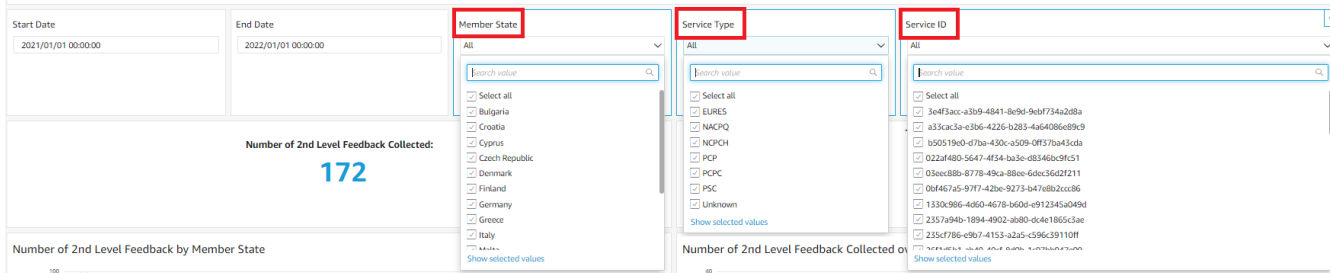 Start Date
2021/01/01 00:00:00
End Date
2022/01/01 00:00:00
Member State
All
Search value
Select all
Bulgaria
Croatia
Cyprus
Czech Republic
Denmark
Finland
Germany
Greece
Italy
Malta
Show selected values
Service Type
All
Search value
Select all
EURES
NACPQ
NCPCH
PCP
PCPC
PSC
Unknown
Show selected values
Service ID
All
Search value
Select all
3e4f3acc-a3b9-4841-8e9d-9ebf734a2d8a
a33cac3a-e3b6-4226-b283-4a64086e89c9
b50519e0-d7ba-430c-a509-0ff37ba43cda
022af480-5647-4f34-ba3e-d8346bc9fc51
03eec88b-8778-49ca-88ee-6dec36d2f211
0bf467a5-97f7-42be-9273-b47e8b2ccc86
1330c986-4d60-4678-b60d-e912345a049d
2357a94b-1894-4902-ab80-dc4e1865c3ae
235cf786-e9b7-4153-a2a5-c596c39110ff
Show selected values
Number of 2nd Level Feedback Collected:
172
Number of 2nd Level Feedback by Member State
100
Number of 2nd Level Feedback Collected
40